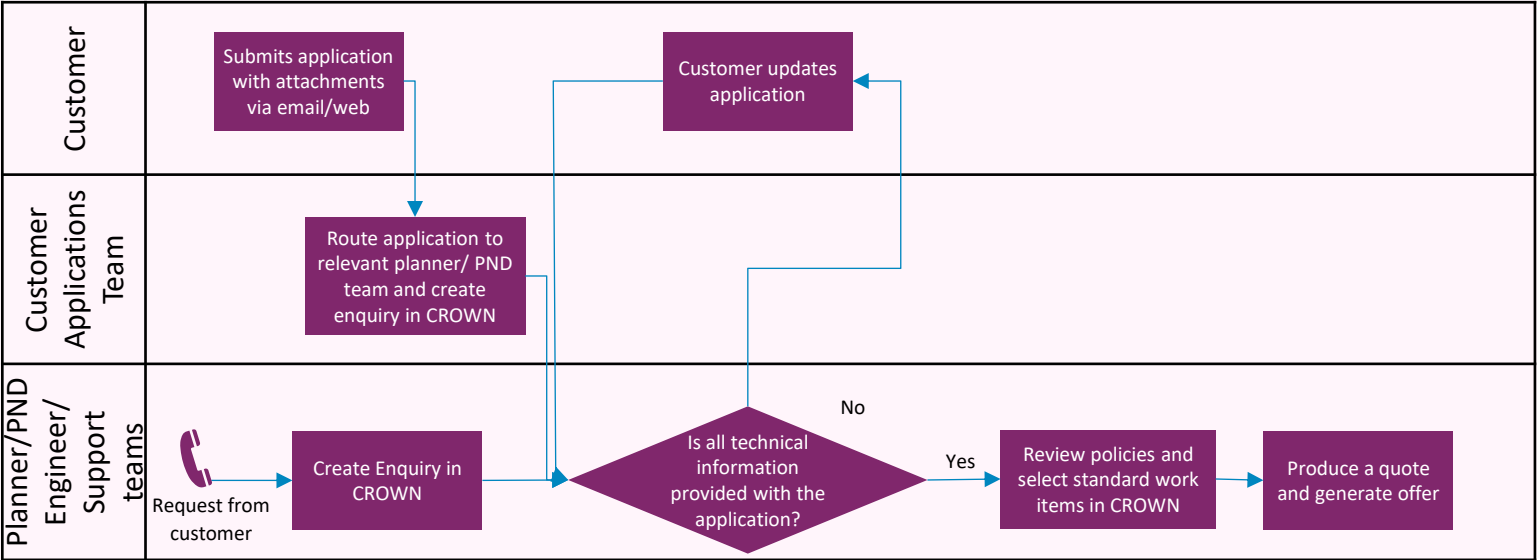 Customer
Submits application
with attachments
via email/web
Customer updates
application
Customer
Applications
Team
Route application to
relevant planner/ PND
team and create
enquiry in CROWN
Planner/PND
Engineer/
Support
teams
Request from
customer
Create Enquiry in
CROWN
Is all technical
information
provided with the
application?
No
Yes
Review policies and
select standard work
items in CROWN
Produce a quote
and generate offer